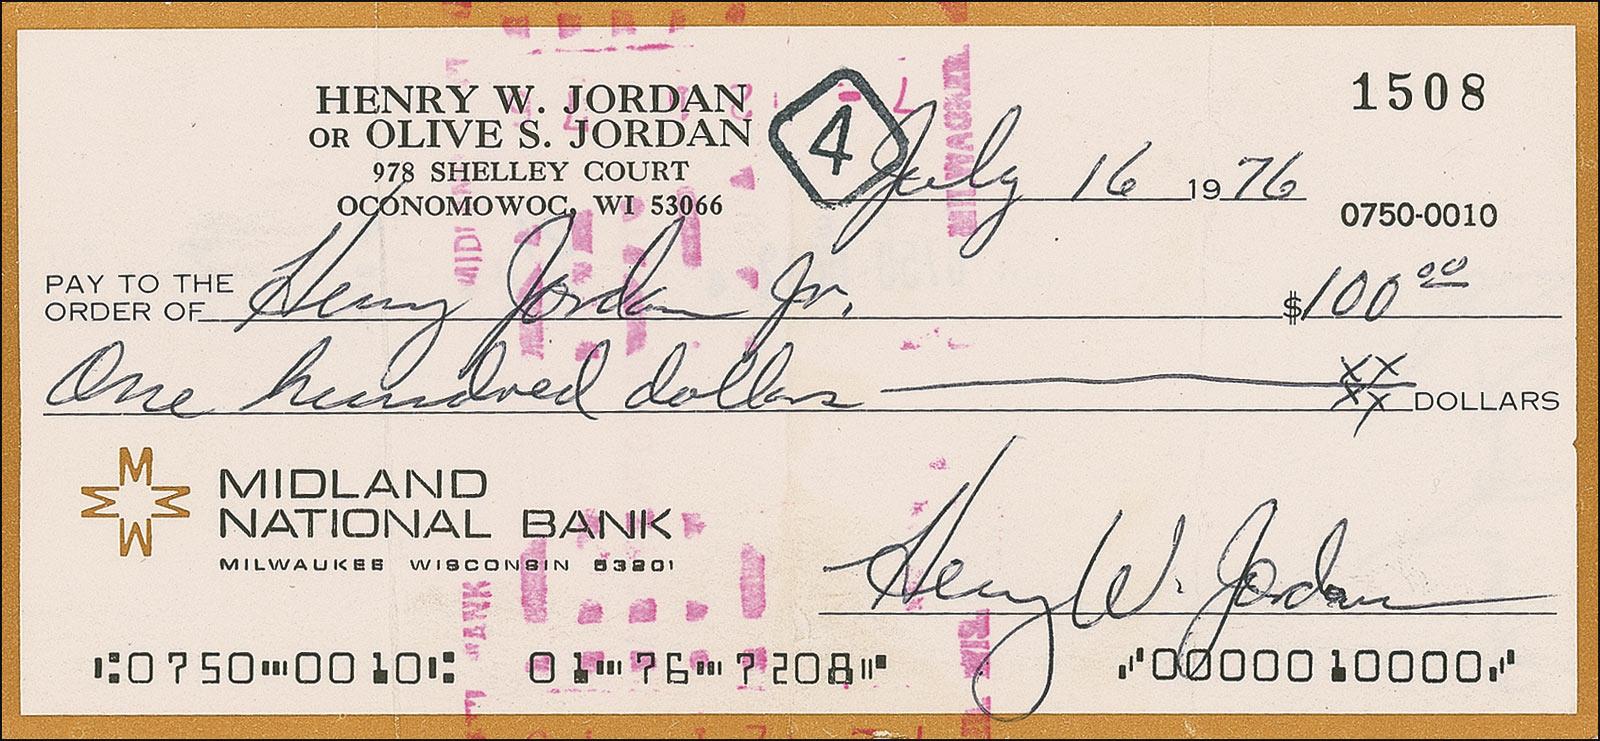 HENRY W. JORDAN
OR OLIVE S. JORDAN
978 SHELLEY COURT
OCONOMOWOC, WI 53066
4
1508
July 16 1976
0750-0010
PAY TO THE
ORDER OF Henry Jordan Jr. $100 00
One hundred dollars XX XX DOLLARS
MIDLAND
NATIONAL BANK
MILWAUKEE WISCONSIN 53201
Henry W. Jordan
⑆0750⑉0010⑆ 01⑉76⑉7208⑈ ⑇0000010000⑇